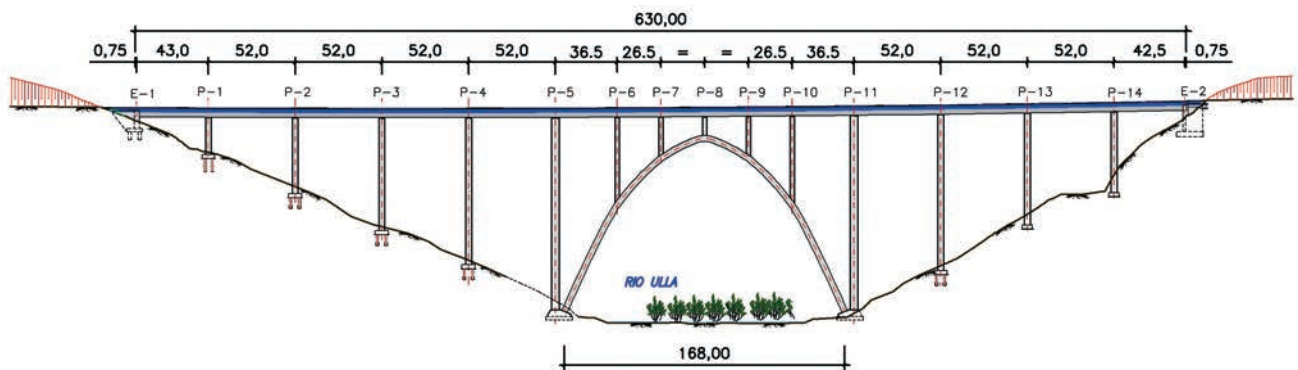 630,00
0,75 43,0 52,0 52,0 52,0 52,0 36.5 26.5 = = 26.5 36.5 52,0 52,0 52,0 42,5 0,75
E-1 P-1 P-2 P-3 P-4 P-5 P-6 P-7 P-8 P-9 P-10 P-11 P-12 P-13 P-14 E-2
RIO ULLA
168,00